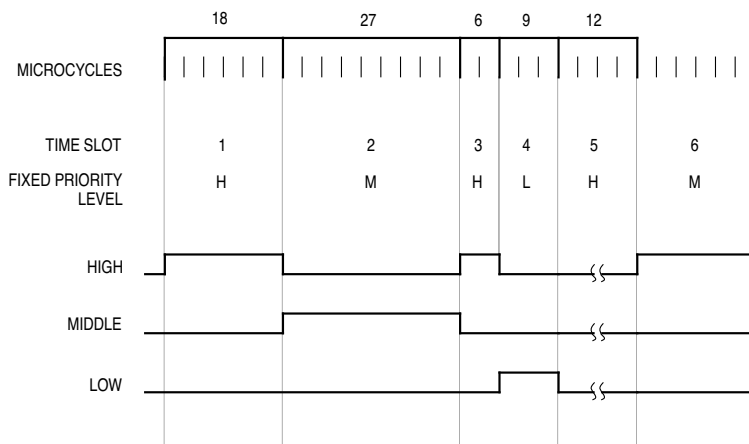 18 27 6 9 12
MICROCYCLES
TIME SLOT 1 2 3 4 5 6
FIXED PRIORITY
LEVEL
H M H L H M
HIGH
MIDDLE
LOW